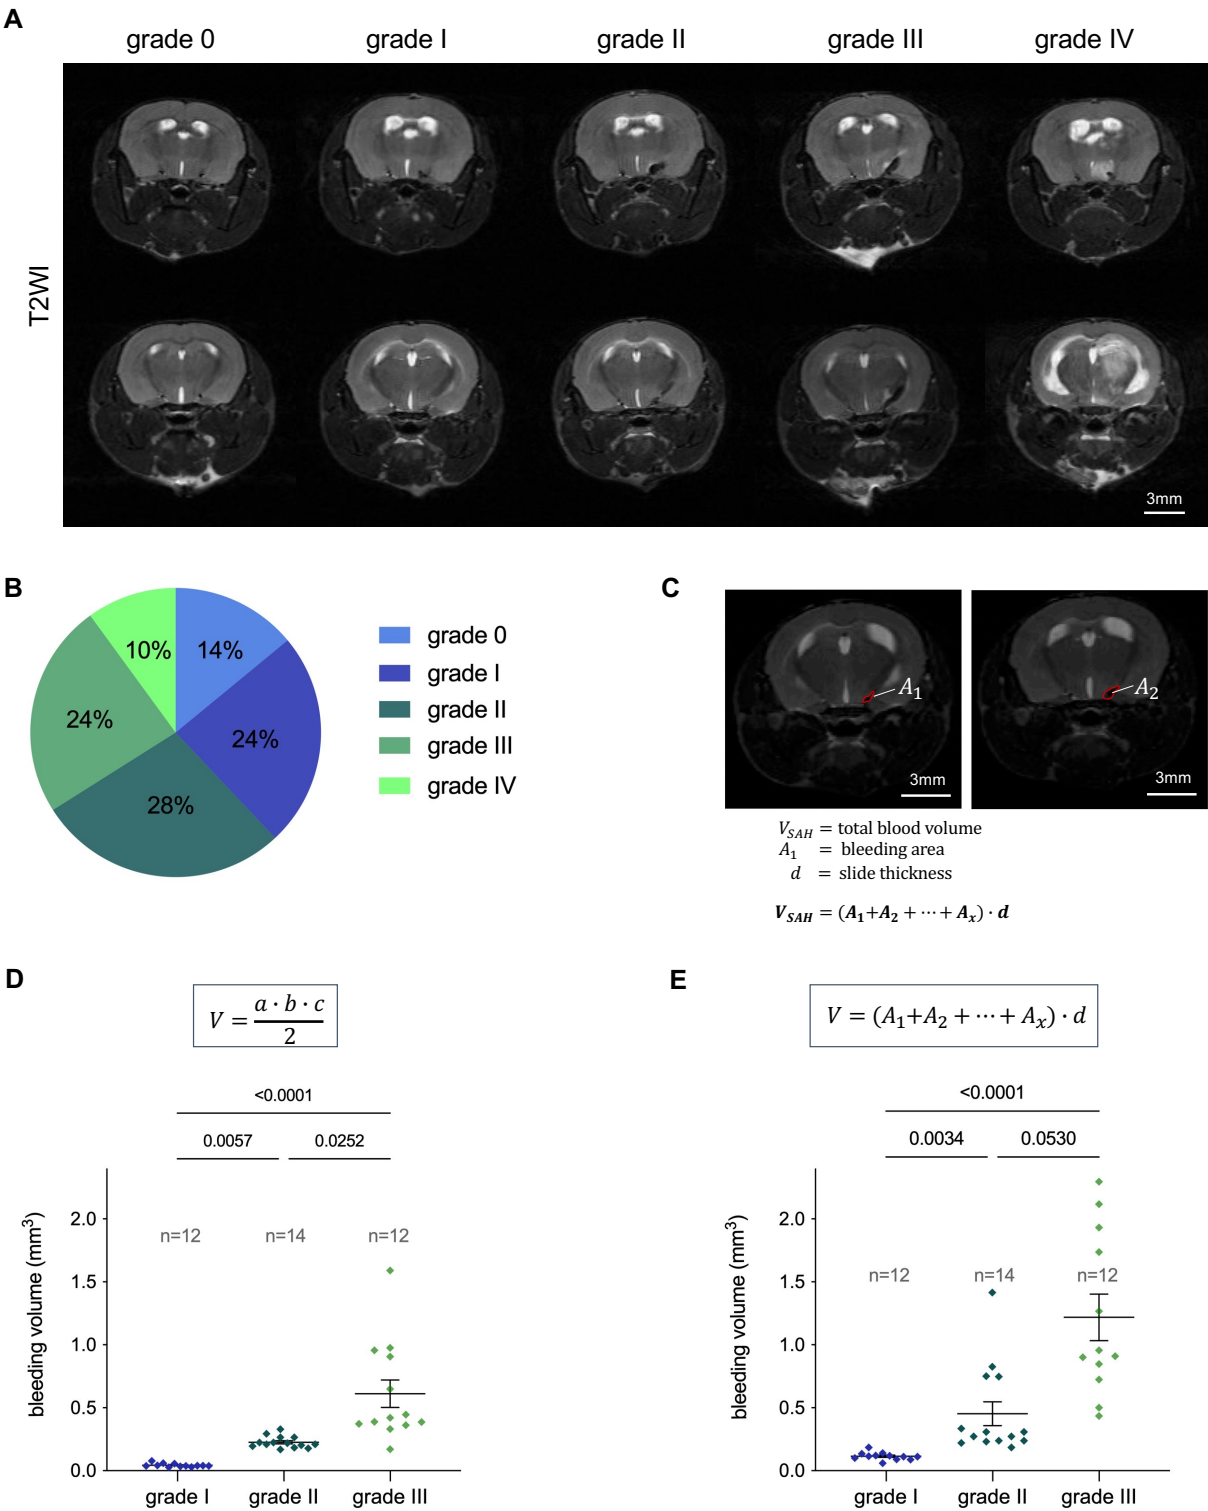 A
grade 0 grade I grade II grade III grade IV
T2WI
3mm
B
14%
24%
28%
24%
10%
grade 0
grade I
grade II
grade III
grade IV
C
A1
3mm
A2
3mm
V_SAH = total blood volume
A1 = bleeding area
d = slide thickness
V_SAH = (A1+A2 + ⋯ + Ax) · d
D
V = a · b · c / 2
<0.0001
0.0057 0.0252
bleeding volume (mm³)
2.0
1.5
1.0
0.5
0.0
n=12 n=14 n=12
grade I grade II grade III
E
V = (A1+A2 + ⋯ + Ax) · d
<0.0001
0.0034 0.0530
bleeding volume (mm³)
2.0
1.5
1.0
0.5
0.0
n=12 n=14 n=12
grade I grade II grade III